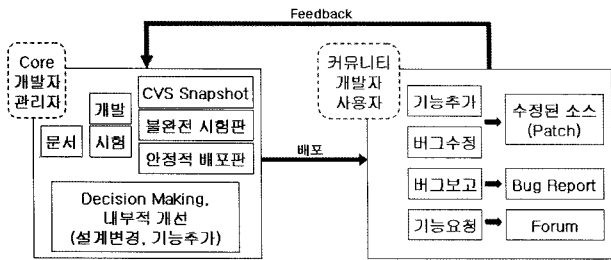 Feedback
Core
개발자
관리자
개발
문서
시험
CVS Snapshot
불완전 시험판
안정적 배포판
Decision Making,
내부적 개선
(설계변경, 기능추가)
배포
커뮤니티
개발자
사용자
기능추가
버그수정
수정된 소스
(Patch)
버그보고
Bug Report
기능요청
Forum